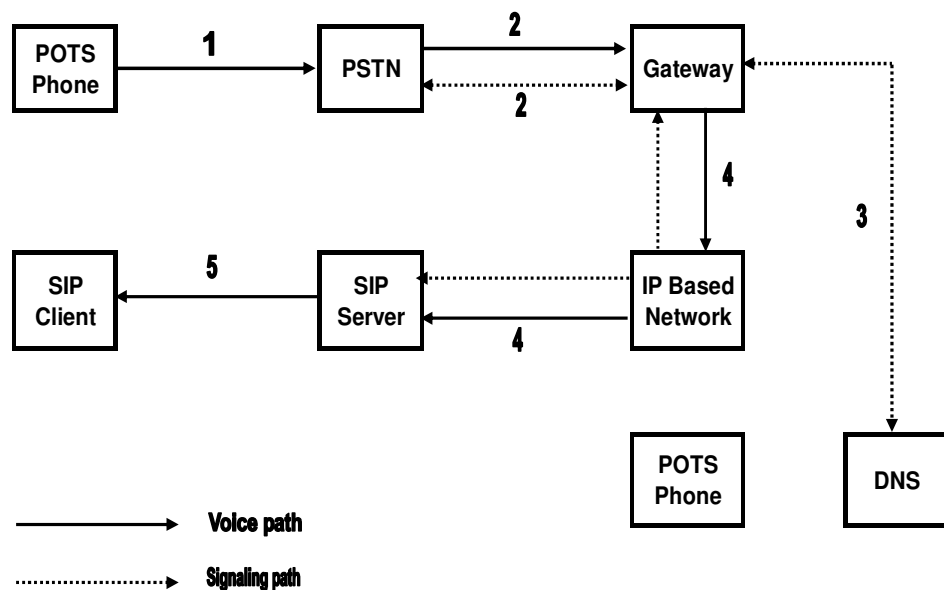 1
2
POTS
Phone
PSTN
Gateway
2
4
3
5
SIP
Client
SIP
Server
IP Based
Network
4
POTS
Phone
DNS
Voice path
Signaling path